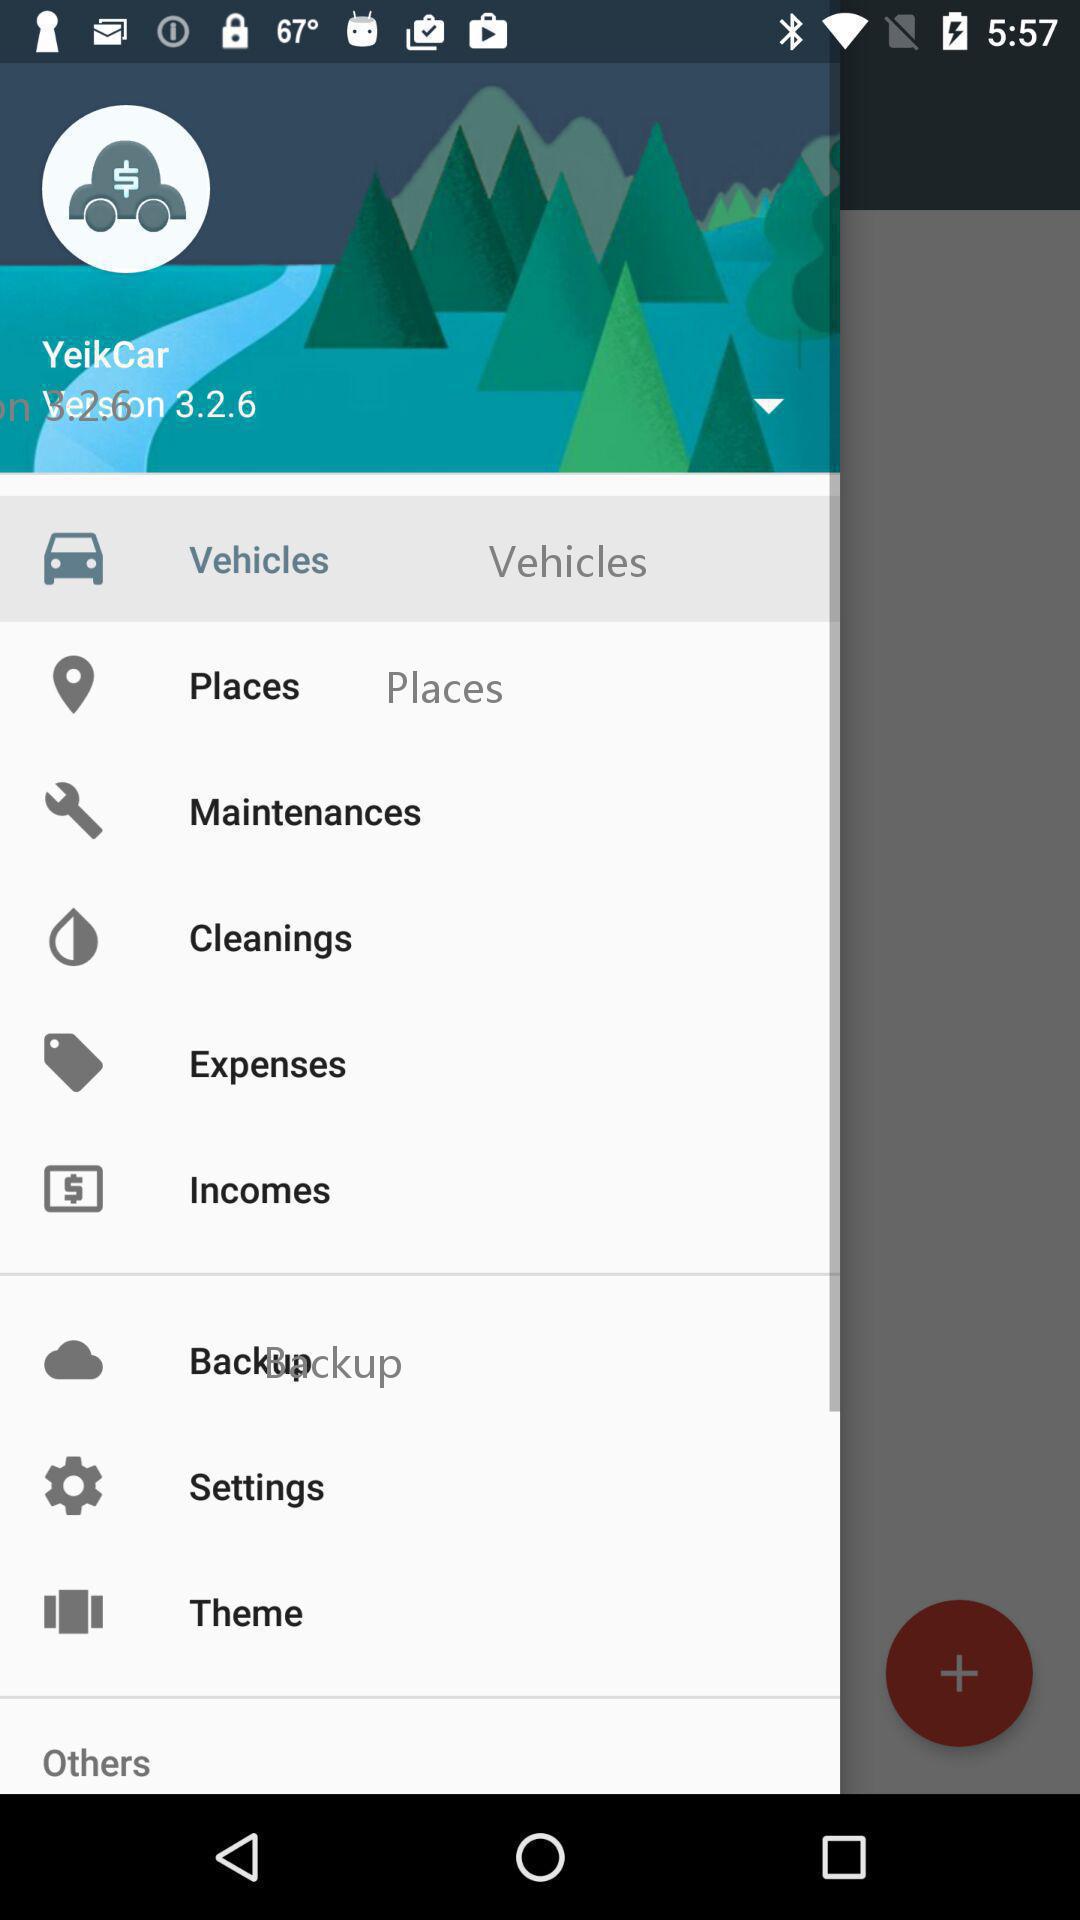 67° 5:57
YeikCar
Version 3.2.6
on 3.2.6
Vehicles Vehicles
Places Places
Maintenances
Cleanings
Expenses
$ Incomes
Backup Backup
Settings
Theme
Others